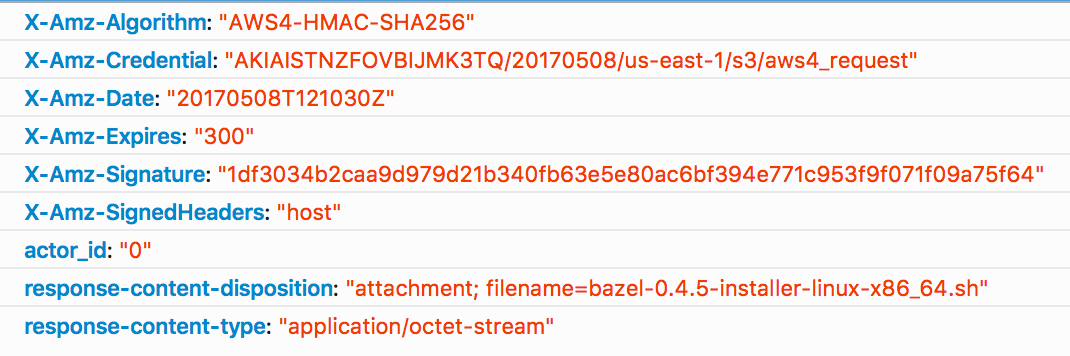 X-Amz-Algorithm: "AWS4-HMAC-SHA256"
X-Amz-Credential: "AKIAISTNZFOVBIJMK3TQ/20170508/us-east-1/s3/aws4_request"
X-Amz-Date: "20170508T121030Z"
X-Amz-Expires: "300"
X-Amz-Signature: "1df3034b2caa9d979d21b340fb63e5e80ac6bf394e771c953f9f071f09a75f64"
X-Amz-SignedHeaders: "host"
actor_id: "0"
response-content-disposition: "attachment; filename=bazel-0.4.5-installer-linux-x86_64.sh"
response-content-type: "application/octet-stream"